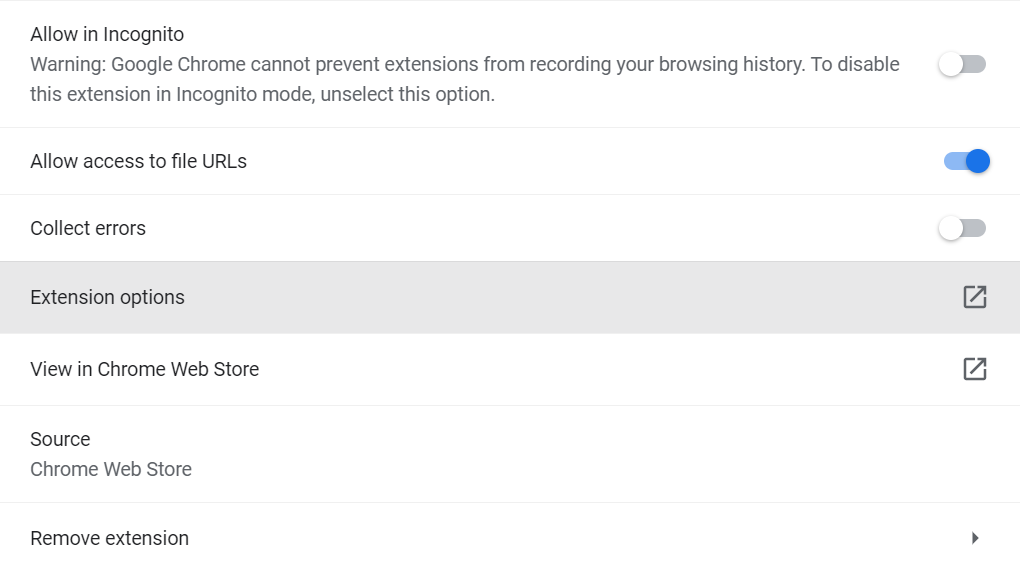 Allow in Incognito
Warning: Google Chrome cannot prevent extensions from recording your browsing history. To disable
this extension in Incognito mode, unselect this option.
Allow access to file URLs
Collect errors
Extension options
View in Chrome Web Store
Source
Chrome Web Store
Remove extension